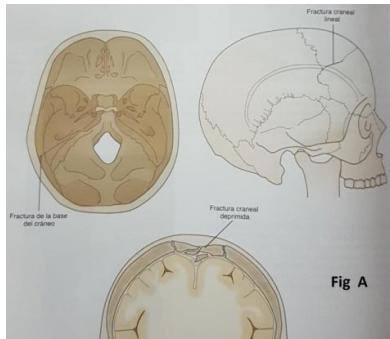 Fractura craneal
lineal
Fractura de la base
del cráneo
Fractura craneal
deprimida
Fig A